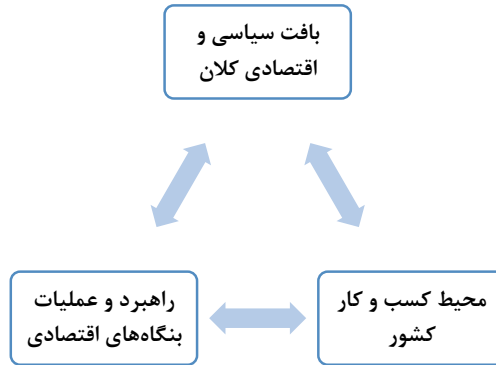 بافت سیاسی و
اقتصادی کلان
محیط کسب و کار
کشور
راهبرد و عملیات
بنگاه‌های اقتصادی